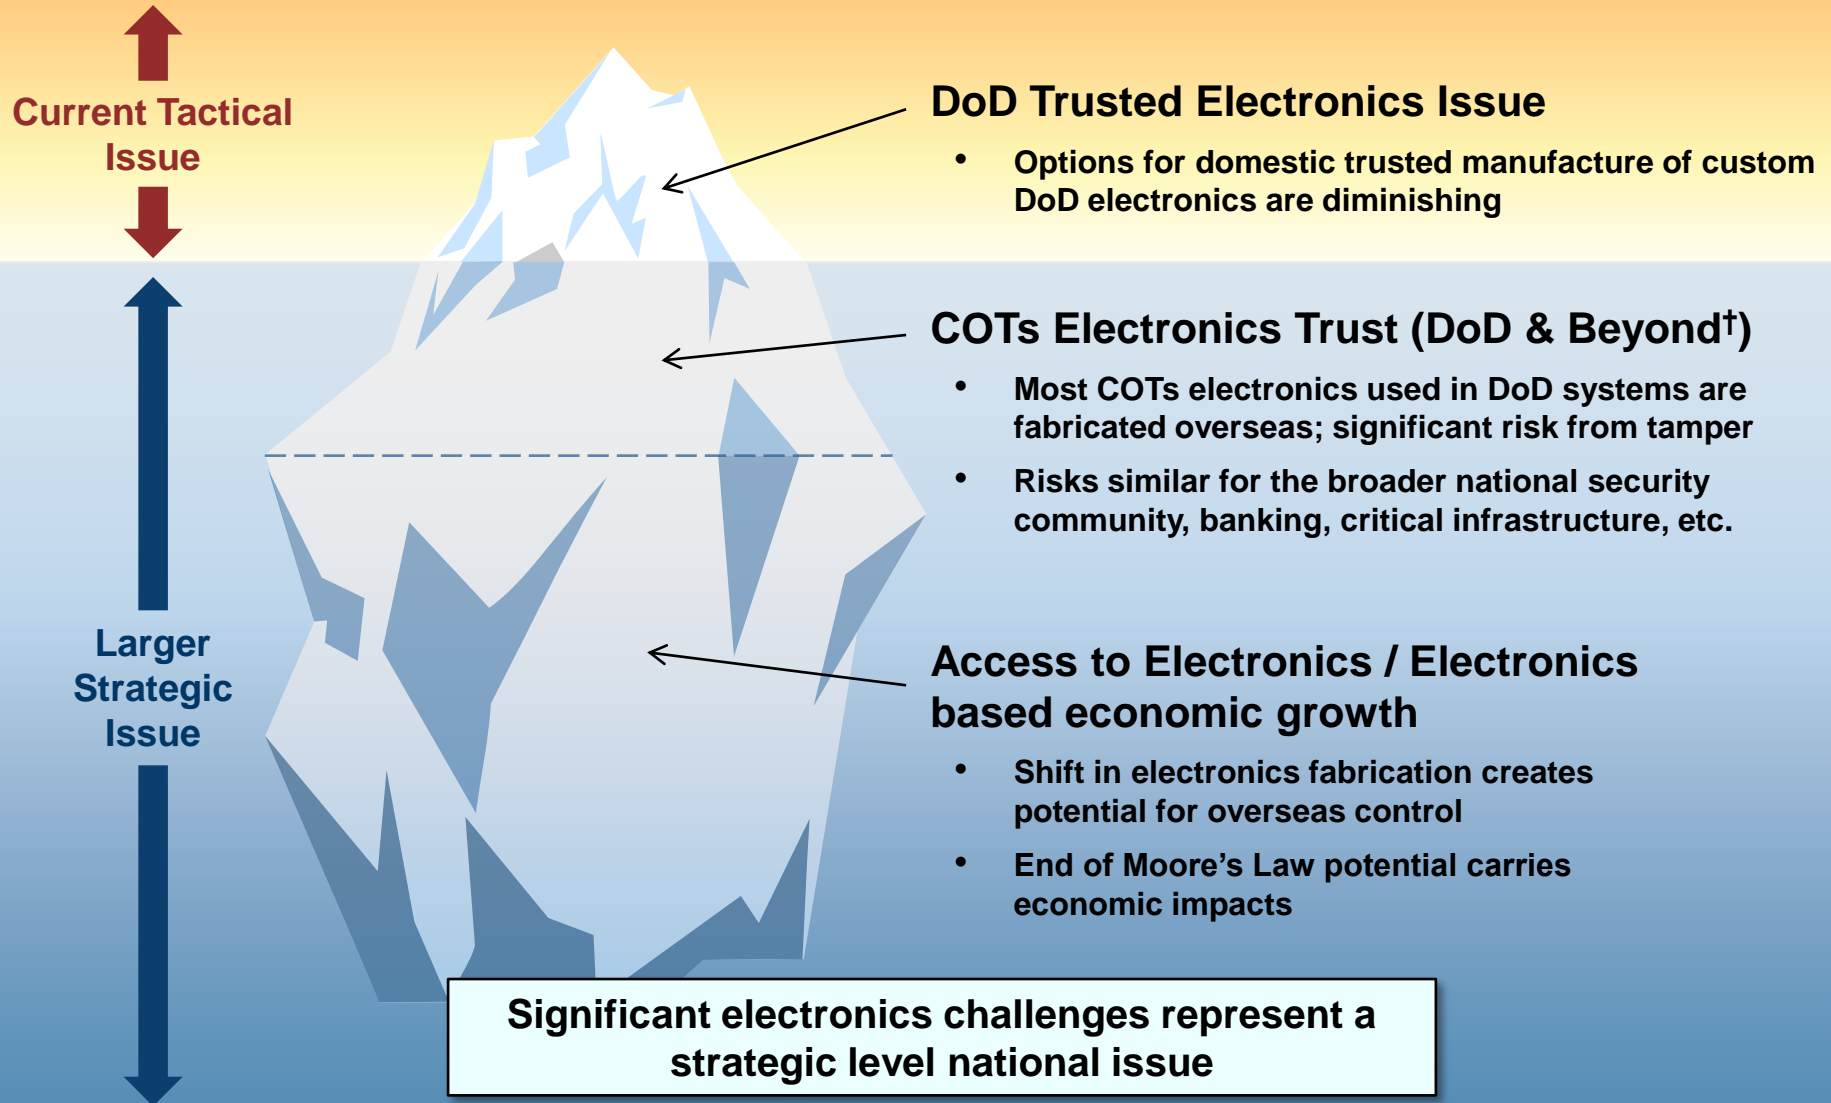 Current Tactical
Issue
DoD Trusted Electronics Issue
• Options for domestic trusted manufacture of custom
DoD electronics are diminishing
COTs Electronics Trust (DoD & Beyond†)
• Most COTs electronics used in DoD systems are
fabricated overseas; significant risk from tamper
• Risks similar for the broader national security
community, banking, critical infrastructure, etc.
Larger
Strategic
Issue
Access to Electronics / Electronics
based economic growth
• Shift in electronics fabrication creates
potential for overseas control
• End of Moore’s Law potential carries
economic impacts
Significant electronics challenges represent a
strategic level national issue